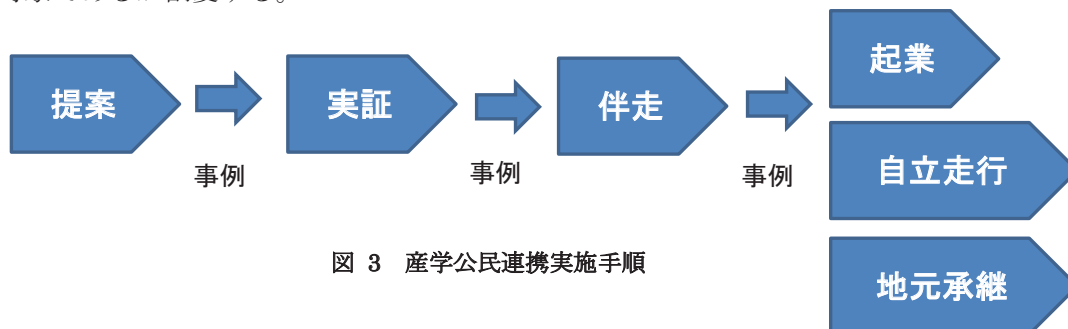 提案
実証
伴走
起業
自立走行
地元承継
事例
事例
事例
図 3 産学公民連携実施手順